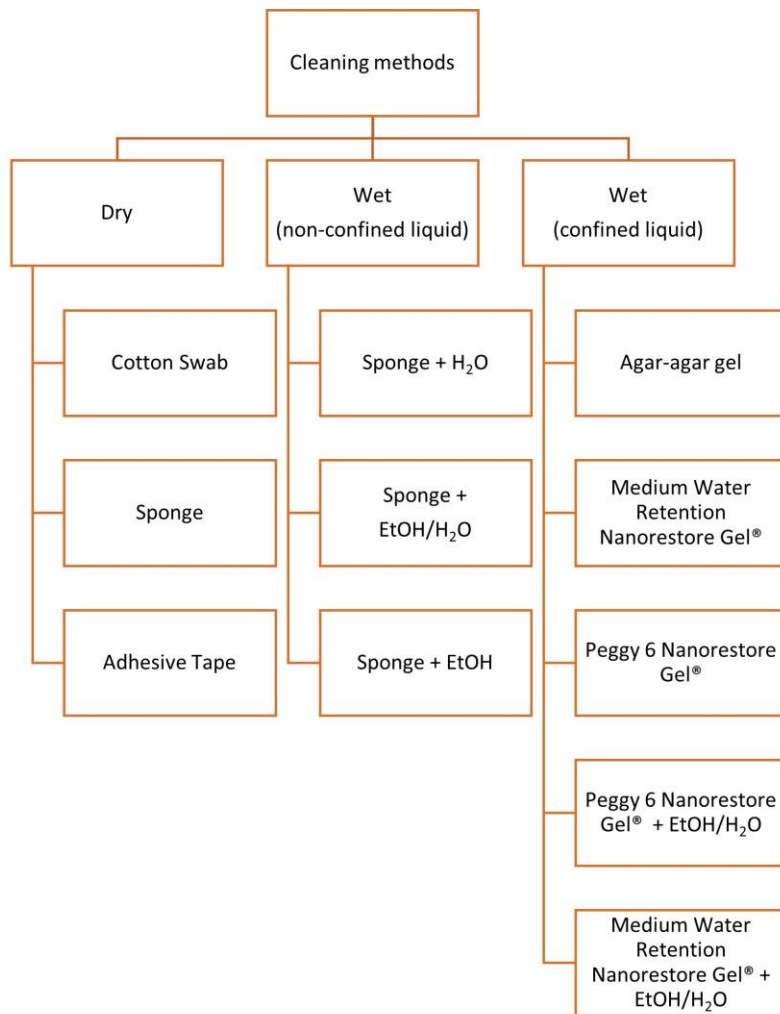 Cleaning methods
Dry
Wet
(non-confined liquid)
Wet
(confined liquid)
Cotton Swab
Sponge + H₂O
Agar-agar gel
Sponge
Sponge +
EtOH/H₂O
Medium Water
Retention
Nanorestore Gel®
Adhesive Tape
Sponge + EtOH
Peggy 6 Nanorestore
Gel®
Peggy 6 Nanorestore
Gel® + EtOH/H₂O
Medium Water
Retention
Nanorestore Gel® +
EtOH/H₂O